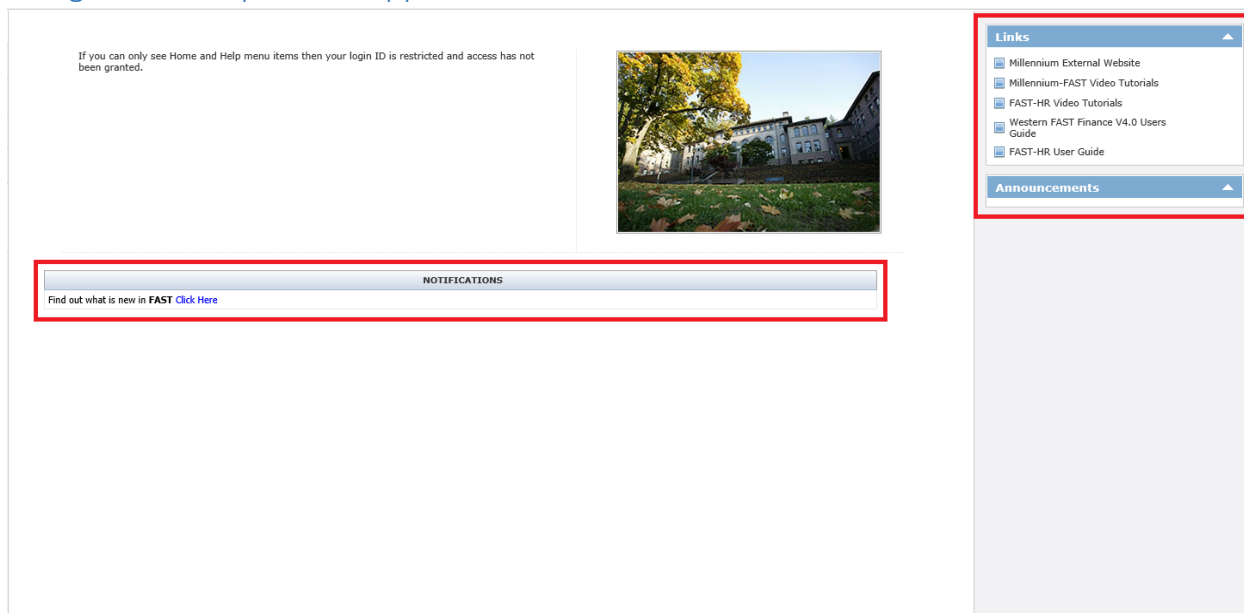 If you can only see Home and Help menu items then your login ID is restricted and access has not
been granted.
NOTIFICATIONS
Find out what is new in FAST Click Here
Links
Millennium External Website
Millennium-FAST Video Tutorials
FAST-HR Video Tutorials
Western FAST Finance V4.0 Users
Guide
FAST-HR User Guide
Announcements